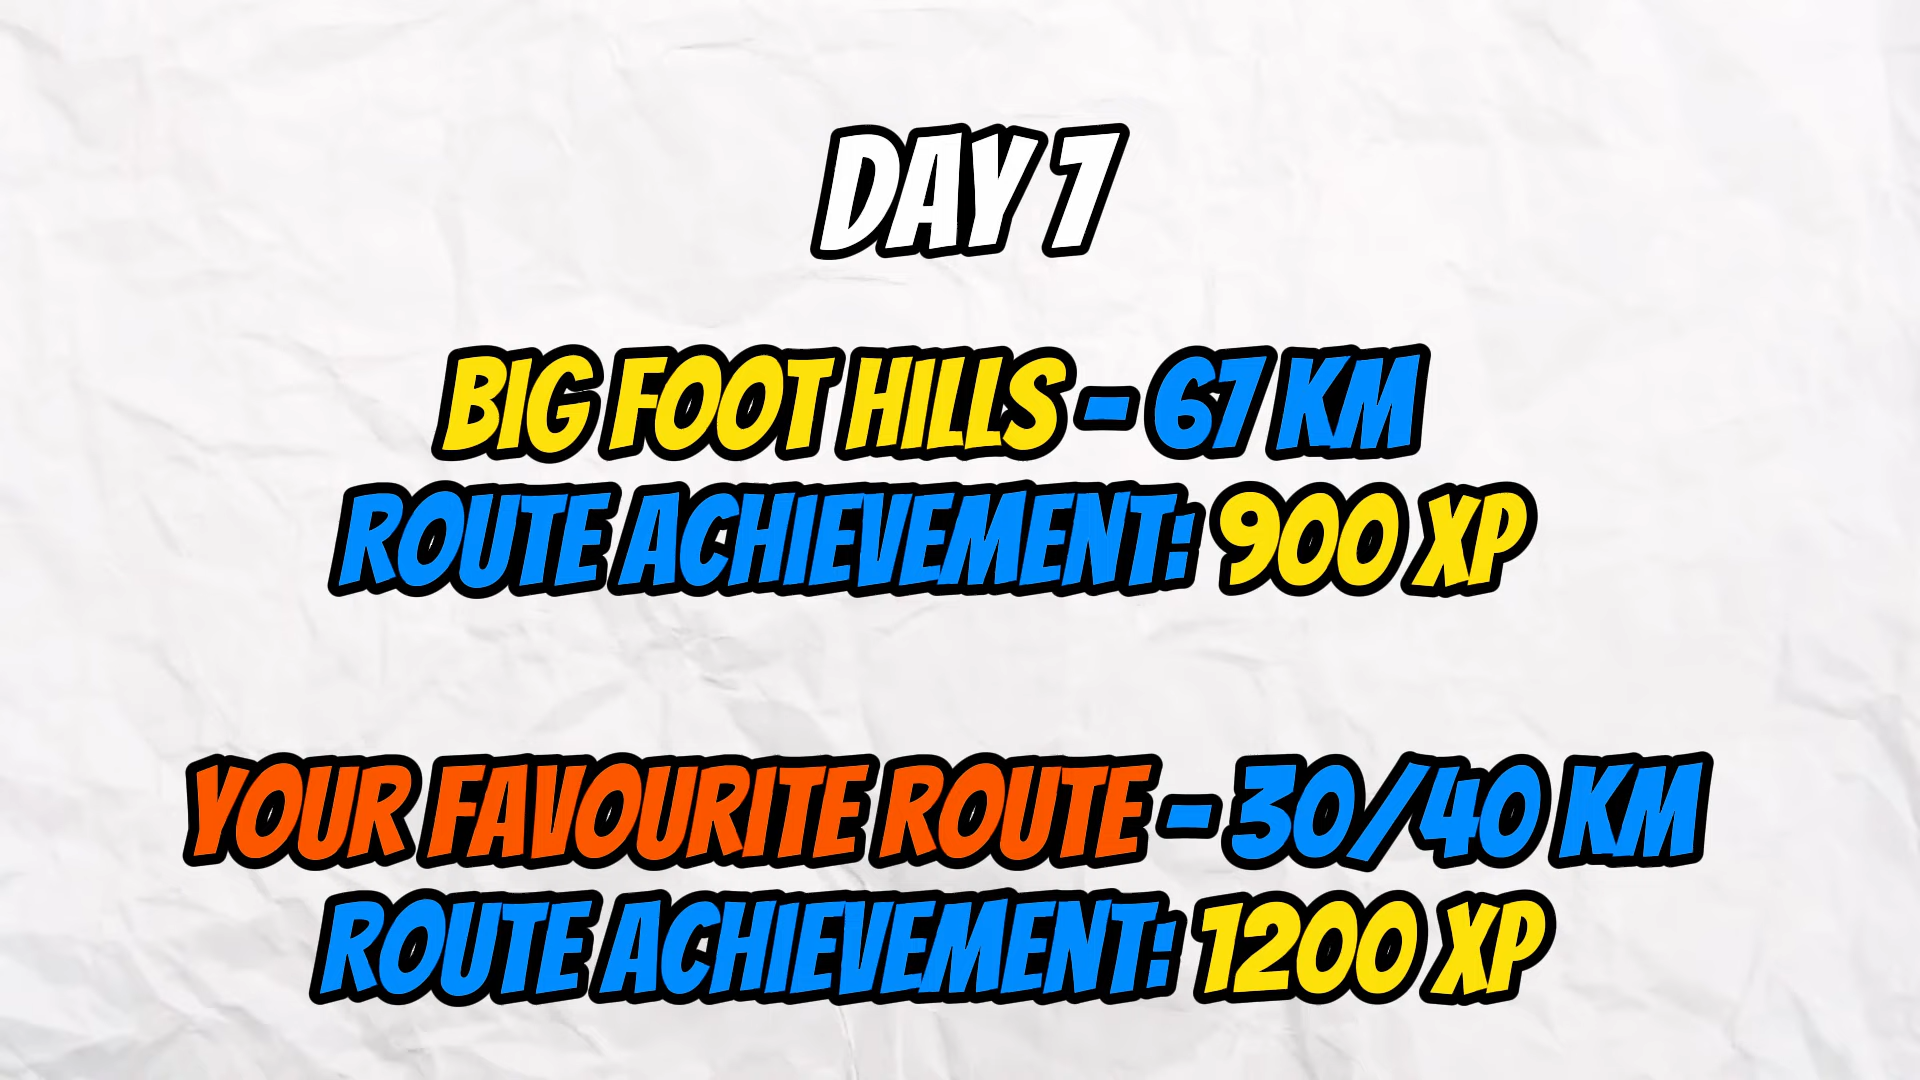 DAY 7
BIG FOOT HILLS - 67 KM
ROUTE ACHIEVEMENT: 900 XP
YOUR FAVOURITE ROUTE - 30/40 KM
ROUTE ACHIEVEMENT: 1200 XP